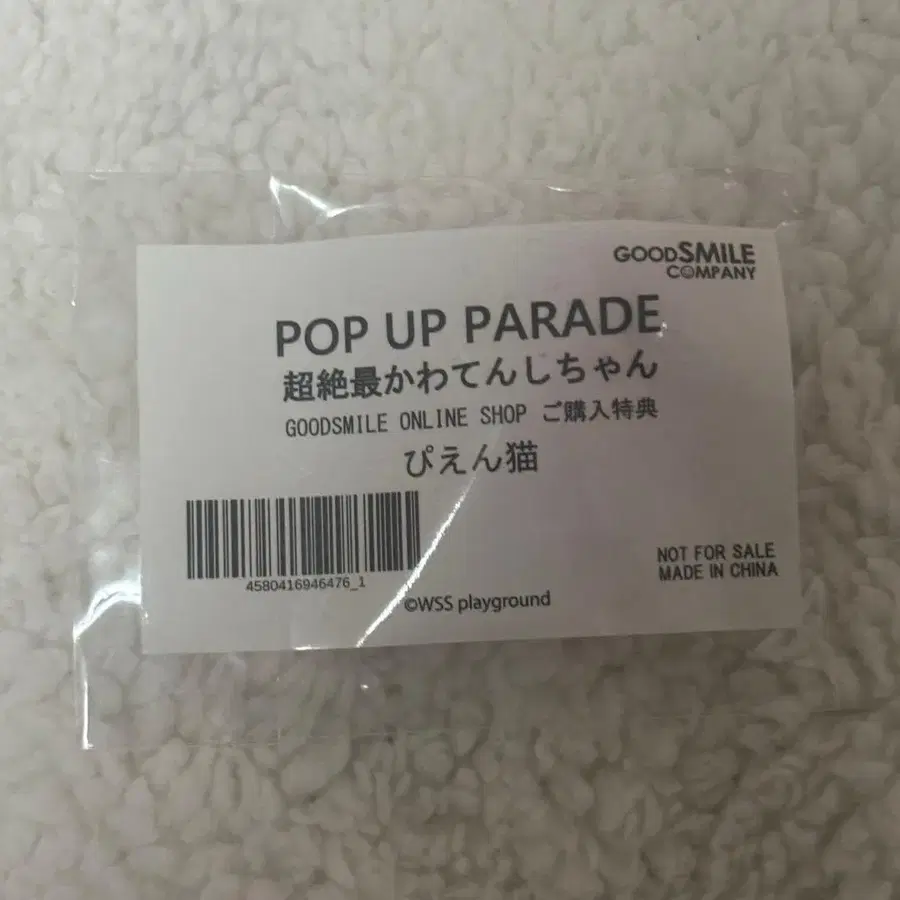 GOODSMILE
COMPANY
POP UP PARADE
超絶最かわてんしちゃん
GOODSMILE ONLINE SHOP ご購入特典
ぴえん猫
4580416946476_1
NOT FOR SALE
MADE IN CHINA
©WSS playground